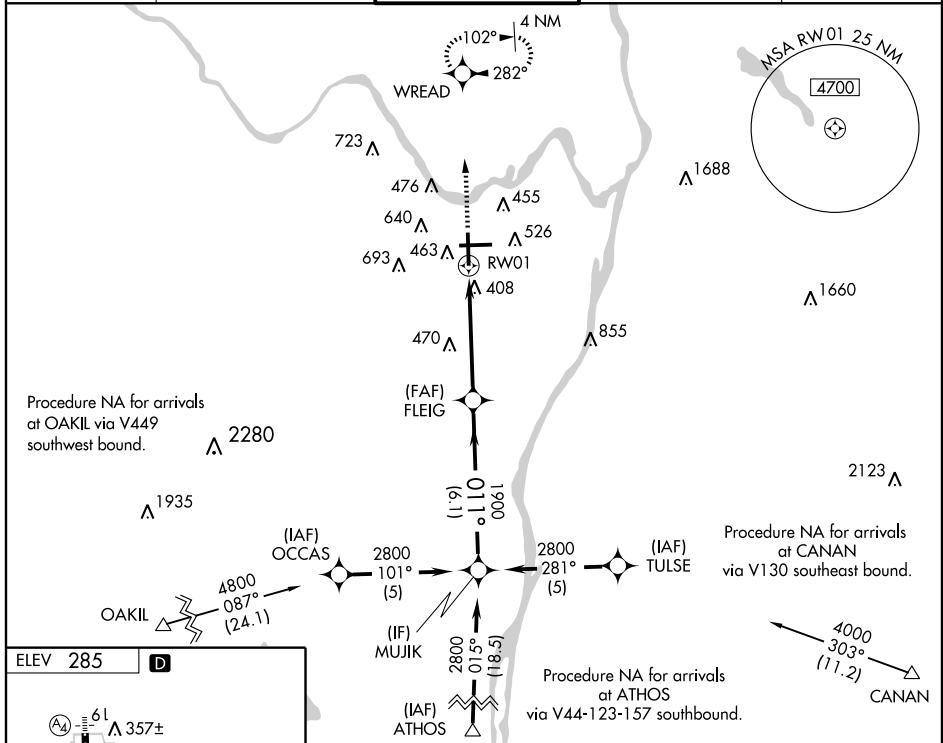 4 NM
102°
282°
WREAD
MSA RW01 25 NM
4700
723
476
455
1688
640
526
463
693
RW01
408
1660
470
855
(FAF)
FLEIG
Procedure NA for arrivals
at OAKIL via V449
southwest bound.
2280
1935
1900
011°
(6.1)
2123
Procedure NA for arrivals
at CANAN
via V130 southeast bound.
(IAF)
OCCAS
2800
101°
(5)
2800
281°
(5)
(IAF)
TULSE
4800
087°
(24.1)
OAKIL
(IF)
MUJIK
2800
015°
(18.5)
4000
303°
(11.2)
CANAN
Procedure NA for arrivals
at ATHOS
via V44-123-157 southbound.
(IAF)
ATHOS
ELEV 285
D
A4
19
357±